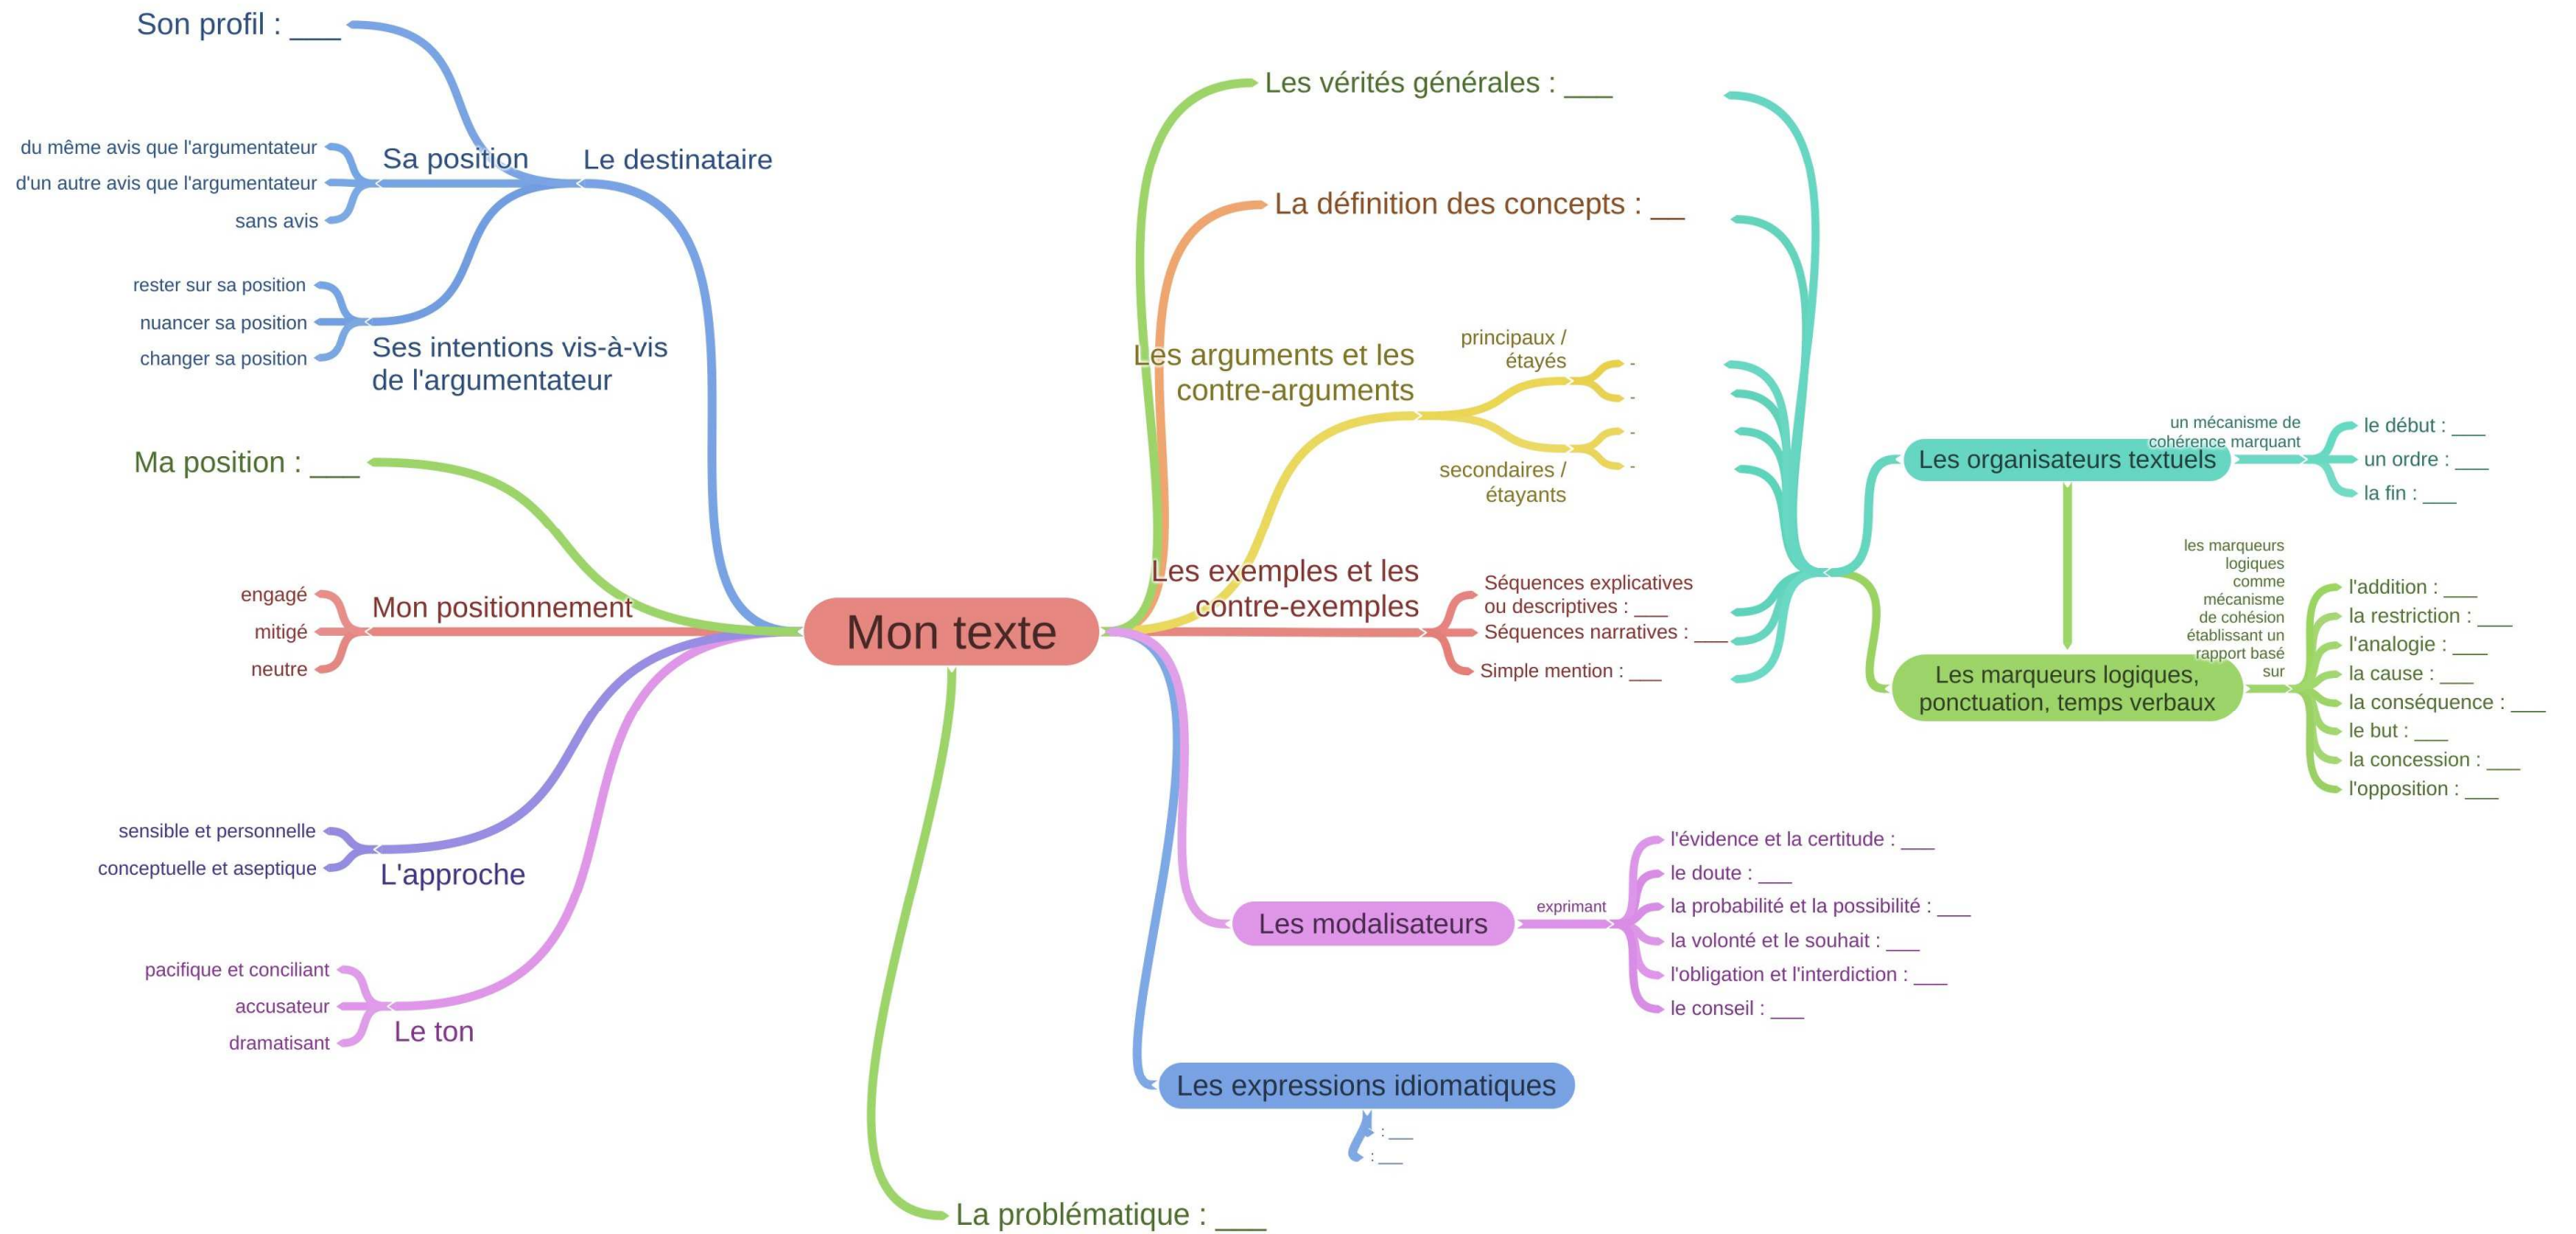 Son profil : ___
du même avis que l'argumentateur
d'un autre avis que l'argumentateur
sans avis
Sa position
Le destinataire
rester sur sa position
nuancer sa position
changer sa position
Ses intentions vis-à-vis
de l'argumentateur
Ma position : ___
engagé
mitigé
neutre
Mon positionnement
sensible et personnelle
conceptuelle et aseptique
L'approche
pacifique et conciliant
accusateur
dramatisant
Le ton
Mon texte
La problématique : ___
Les vérités générales : ___
La définition des concepts : __
Les arguments et les
contre-arguments
principaux /
étayés
-
-
secondaires /
étayants
-
-
Les exemples et les
contre-exemples
Séquences explicatives
ou descriptives : ___
Séquences narratives : ___
Simple mention : ___
Les organisateurs textuels
un mécanisme de
cohérence marquant
le début : ___
un ordre : ___
la fin : ___
Les marqueurs logiques,
ponctuation, temps verbaux
les marqueurs
logiques
comme
mécanisme
de cohésion
établissant un
rapport basé
sur
l'addition : ___
la restriction : ___
l'analogie : ___
la cause : ___
la conséquence : ___
le but : ___
la concession : ___
l'opposition : ___
Les modalisateurs
exprimant
l'évidence et la certitude : ___
le doute : ___
la probabilité et la possibilité : ___
la volonté et le souhait : ___
l'obligation et l'interdiction : ___
le conseil : ___
Les expressions idiomatiques
: ___
: ___